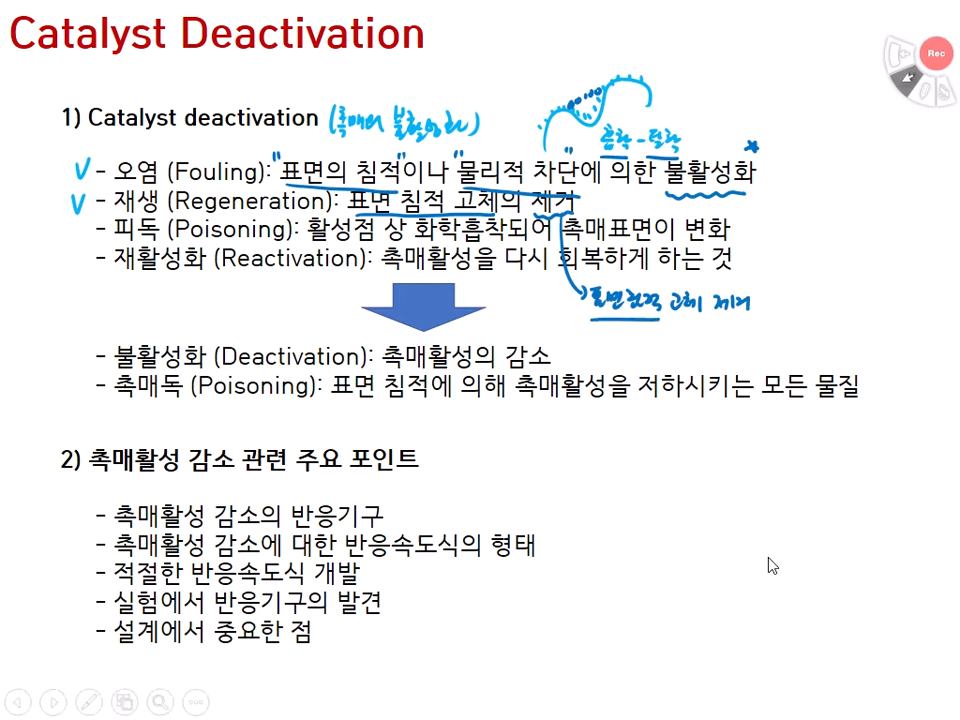 Catalyst Deactivation
Rec
1) Catalyst deactivation (촉매의 불활성화)
흡착 - 탈착
- 오염 (Fouling): "표면의 침적"이나 "물리적 차단"에 의한 불활성화
- 재생 (Regeneration): 표면 침적 고체의 제거
- 피독 (Poisoning): 활성점 상 화학흡착되어 촉매표면이 변화
- 재활성화 (Reactivation): 촉매활성을 다시 회복하게 하는 것
표면침적 고체 제거
- 불활성화 (Deactivation): 촉매활성의 감소
- 촉매독 (Poisoning): 표면 침적에 의해 촉매활성을 저하시키는 모든 물질
2) 촉매활성 감소 관련 주요 포인트
- 촉매활성 감소의 반응기구
- 촉매활성 감소에 대한 반응속도식의 형태
- 적절한 반응속도식 개발
- 실험에서 반응기구의 발견
- 설계에서 중요한 점